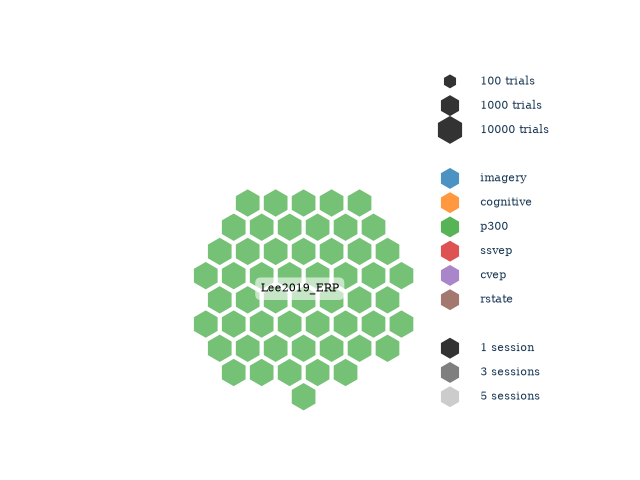 100 trials
1000 trials
10000 trials
imagery
cognitive
p300
ssvep
cvep
rstate
1 session
3 sessions
5 sessions
Lee2019_ERP